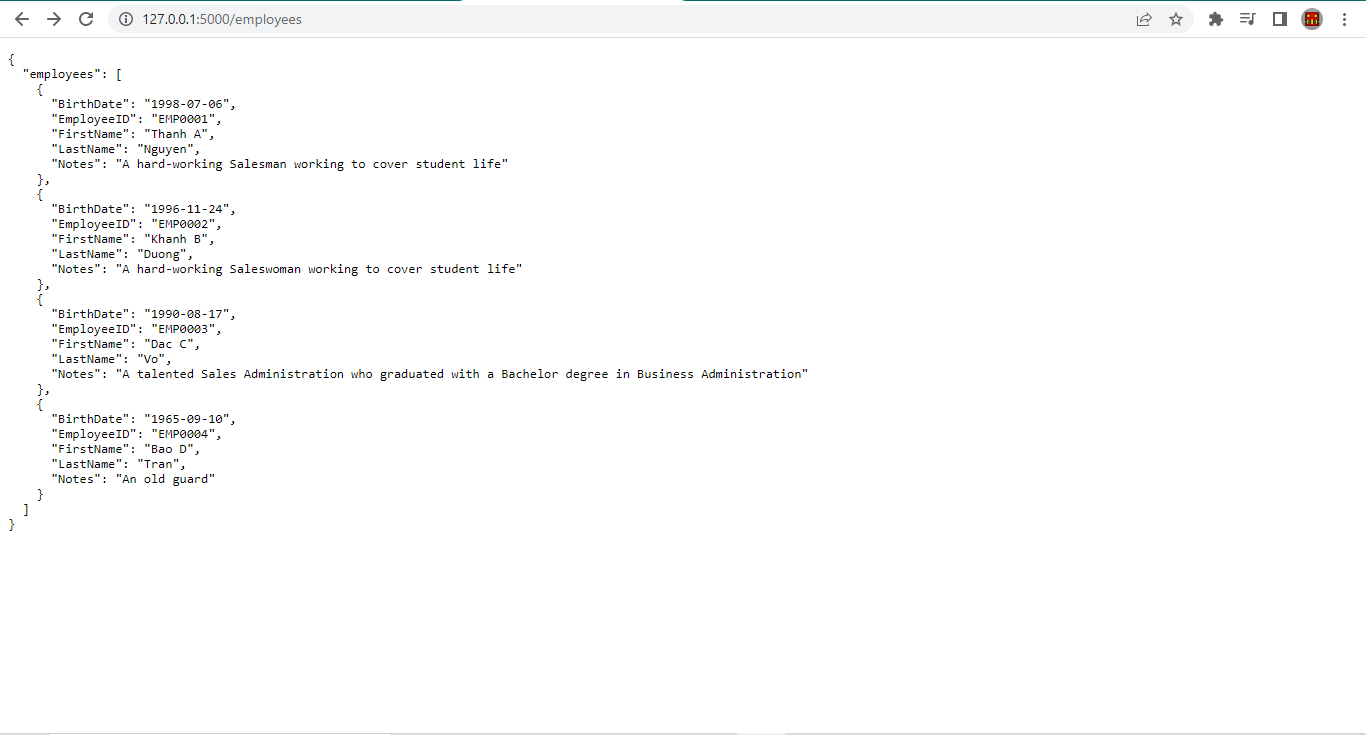 127.0.0.1:5000/employees
{
  "employees": [
    {
      "BirthDate": "1998-07-06",
      "EmployeeID": "EMP0001",
      "FirstName": "Thanh A",
      "LastName": "Nguyen",
      "Notes": "A hard-working Salesman working to cover student life"
    },
    {
      "BirthDate": "1996-11-24",
      "EmployeeID": "EMP0002",
      "FirstName": "Khanh B",
      "LastName": "Duong",
      "Notes": "A hard-working Saleswoman working to cover student life"
    },
    {
      "BirthDate": "1990-08-17",
      "EmployeeID": "EMP0003",
      "FirstName": "Dac C",
      "LastName": "Vo",
      "Notes": "A talented Sales Administration who graduated with a Bachelor degree in Business Administration"
    },
    {
      "BirthDate": "1965-09-10",
      "EmployeeID": "EMP0004",
      "FirstName": "Bao D",
      "LastName": "Tran",
      "Notes": "An old guard"
    }
  ]
}